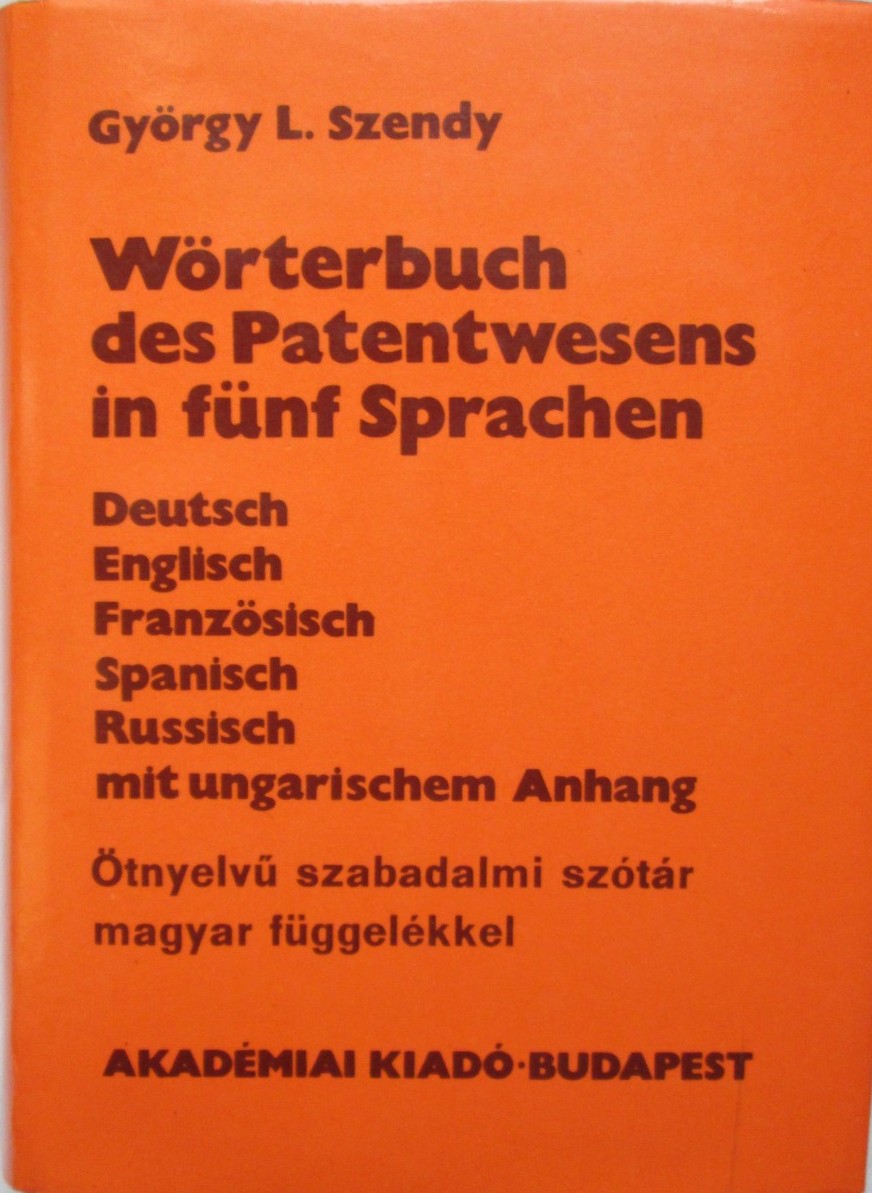 György L. Szendy
Wörterbuch
des Patentwesens
in fünf Sprachen
Deutsch
Englisch
Französisch
Spanisch
Russisch
mit ungarischem Anhang
Ötnyelvű szabadalmi szótár
magyar függelékkel
AKADÉMIAI KIADÓ·BUDAPEST